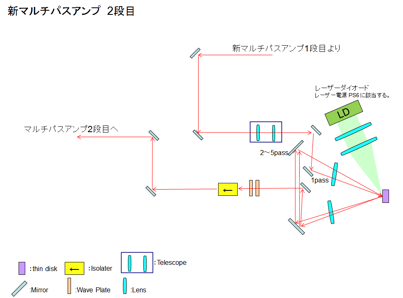 新マルチパスアンプ 2段目
新マルチパスアンプ1段目より
レーザーダイオード
レーザー電源 PS6に該当する。
LD
マルチパスアンプ2段目へ
2～5pass
1pass
←
:thin disk
←
:Isolater
:Telescope
:Mirror
:Wave Plate
:Lens